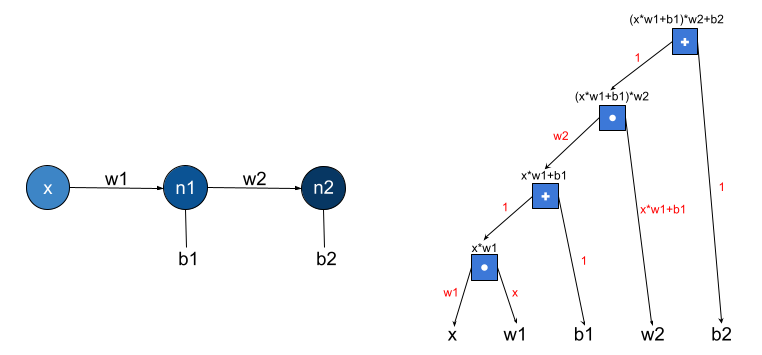 x
w1
n1
w2
n2
b1
b2
(x*w1+b1)*w2+b2
+
1
(x*w1+b1)*w2
w2
x*w1+b1
+
1
x*w1+b1
1
x*w1
1
w1
x
x
w1
b1
w2
b2